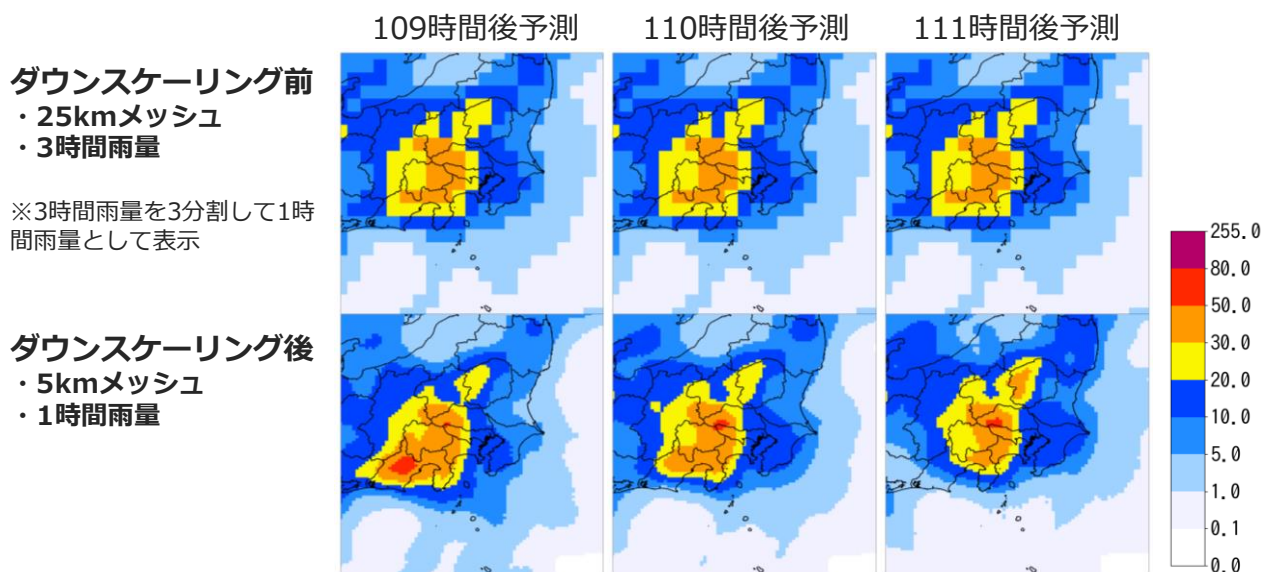 109時間後予測
110時間後予測
111時間後予測
ダウンスケーリング前
・25kmメッシュ
・3時間雨量
※3時間雨量を3分割して1時
間雨量として表示
ダウンスケーリング後
・5kmメッシュ
・1時間雨量
255.0
80.0
50.0
30.0
20.0
10.0
5.0
1.0
0.1
0.0